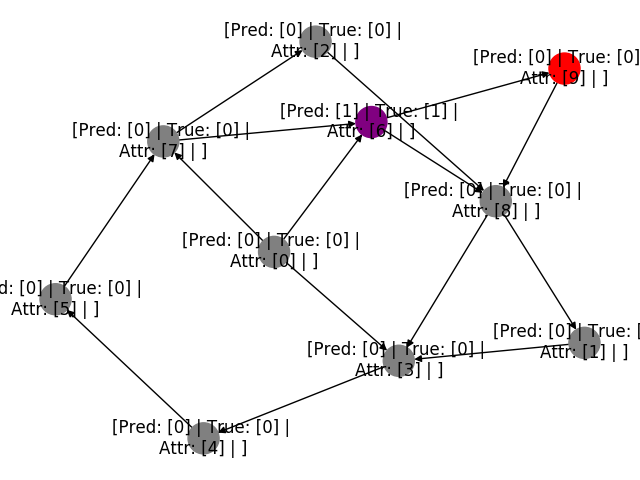 [Pred: [0] | True: [0] |
Attr: [2] | ]
[Pred: [0] | True: [0]
Attr: [9] | ]
[Pred: [1] | True: [1] |
Attr: [6] | ]
[Pred: [0] | True: [0] |
Attr: [7] | ]
[Pred: [0] | True: [0] |
Attr: [8] | ]
[Pred: [0] | True: [0] |
Attr: [0] | ]
d: [0] | True: [0] |
Attr: [5] | ]
[Pred: [0] | True: [
Attr: [1] | ]
[Pred: [0] | True: [0] |
Attr: [3] | ]
[Pred: [0] | True: [0] |
Attr: [4] | ]